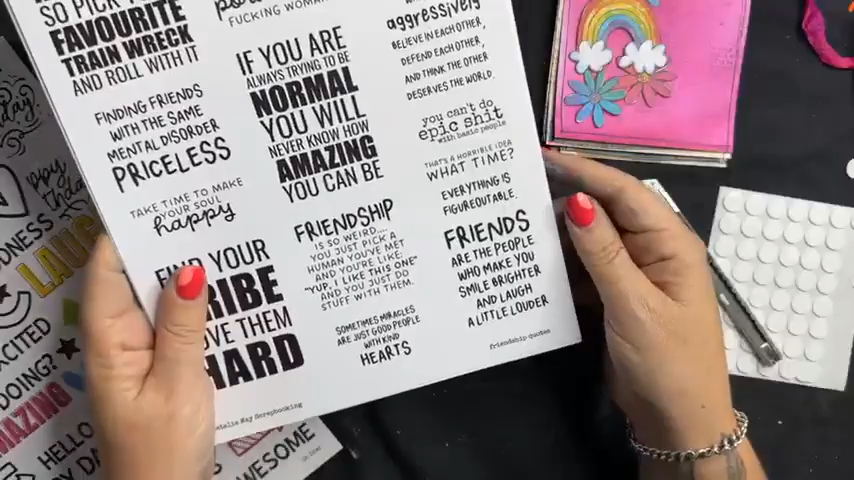 SO PICK YOUR
FAVOURITE
TRAIN WRECK
AND ROLL WITH IT
FINDING FRIENDS
WITH THE SAME
MENTAL DISORDER
PRICELESS
TAKE TIME TO MAKE
YOUR SOUL
happy
FIND YOUR
TRIBE
LOVE THEM
HARD
FUCKING WOMAN
IF YOU ARE
ALWAYS TRYING TO BE
NORMAL
YOU WILL
NEVER KNOW HOW
AMAZING
YOU CAN BE
FRIENDSHIP
IS SO WEIRD...
YOU JUST PICK A
HUMAN YOU'VE MET
AND YOU'RE LIKE
"YUP, I LIKE THIS ONE"
AND YOU JUST DO
STUFF WITH THEM.
SOMETIMES MIRACLES
ARE JUST GOOD PEOPLE
WITH KIND
HEARTS
aggressively
BELIEVE IN EACH OTHER,
DEFEND EACH OTHER,
AND THINK THE OTHER
DESERVES THE WORLD.
you can't do
epic shit
with basic people
THAT'S A HORRIBLE IDEA
WHAT TIME?
EVERYTHING IS
FIGUREOUTABLE.
FRIENDS
ARE THE PEOPLE
WHO MAKE YOU
SMILE BRIGHTER
AND LAUGH
A LITTLE LOUDER
friendship quotes
May Scrapbooking
LAUGH
DOING
AMAZING